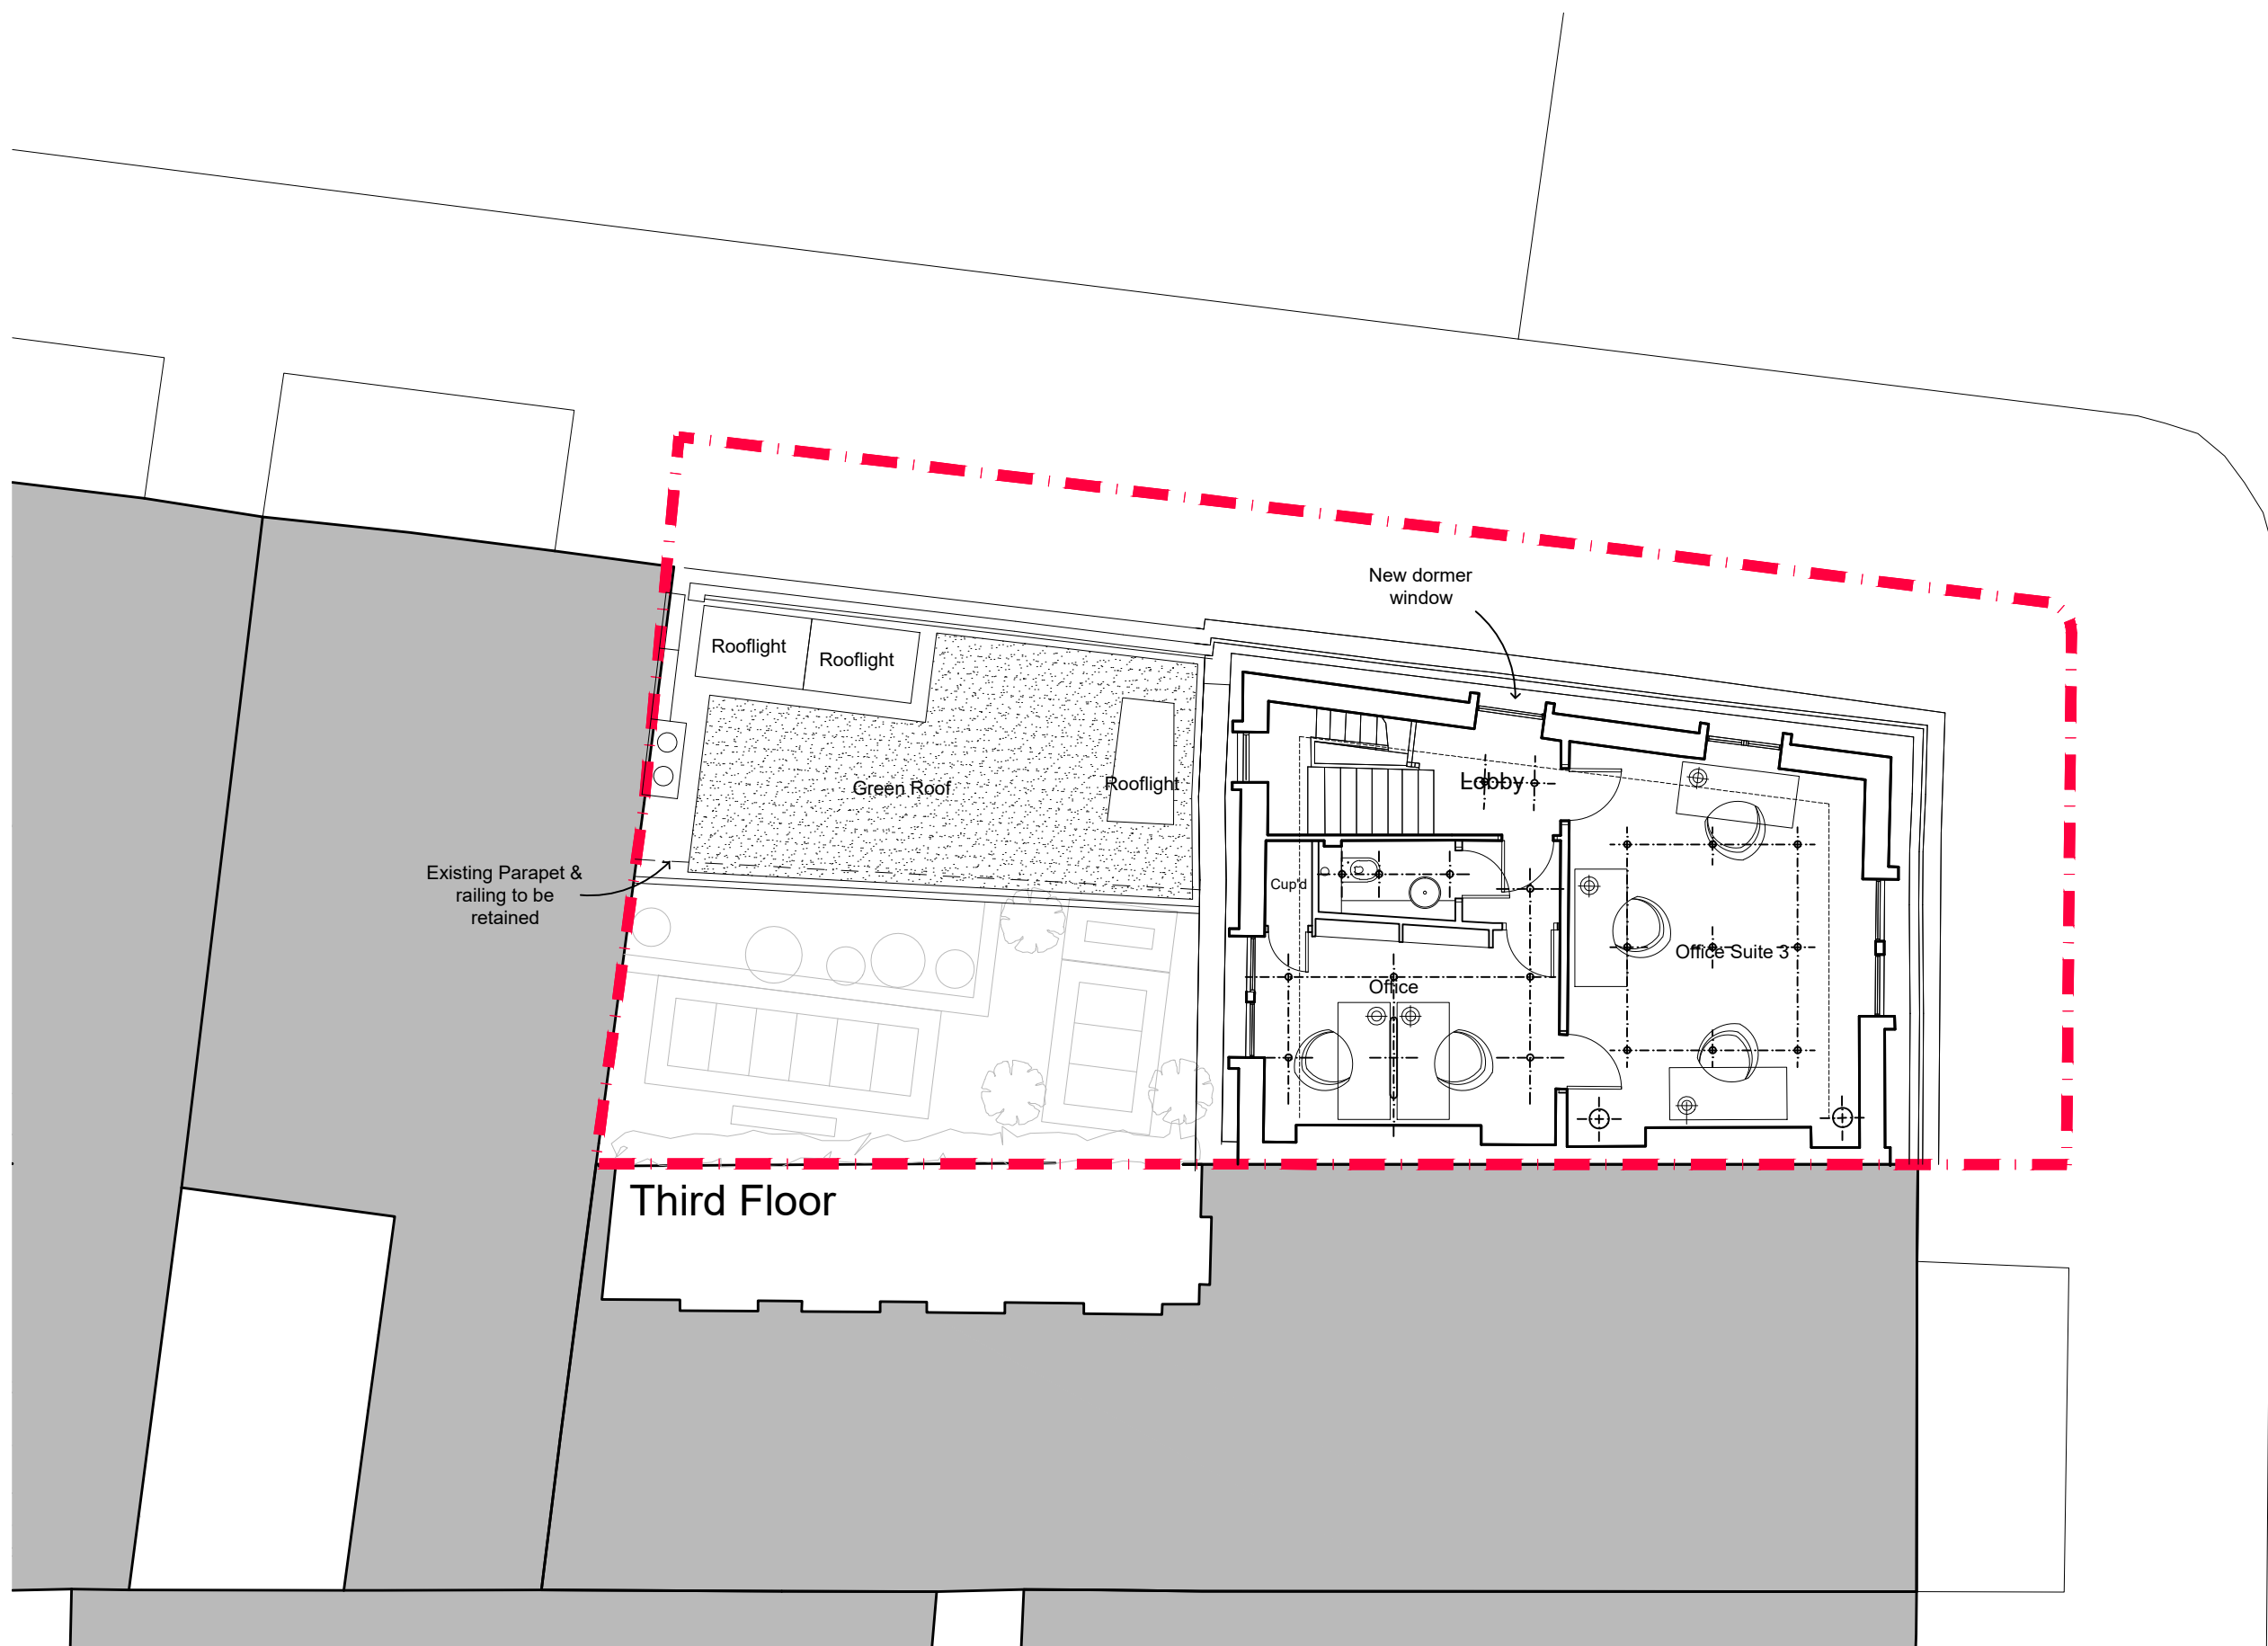 New dormer
window
Rooflight
Rooflight
Rooflight
Green Roof
Lobby
Existing Parapet &
railing to be
retained
Cup'd
Office Suite 3
Office
Third Floor